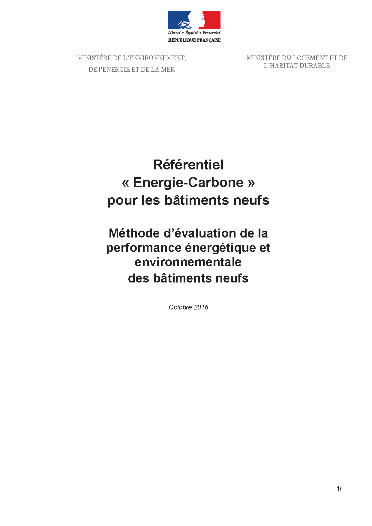 Liberté • Égalité • Fraternité
RÉPUBLIQUE FRANÇAISE
MINISTÈRE DE L'ENVIRONNEMENT,
DE l'ENERGIE ET DE LA MER
MINISTÈRE DU LOGEMENT ET DE
L'HABITAT DURABLE
Référentiel
« Energie-Carbone »
pour les bâtiments neufs
Méthode d'évaluation de la
performance énergétique et
environnementale
des bâtiments neufs
Octobre 2016
1/